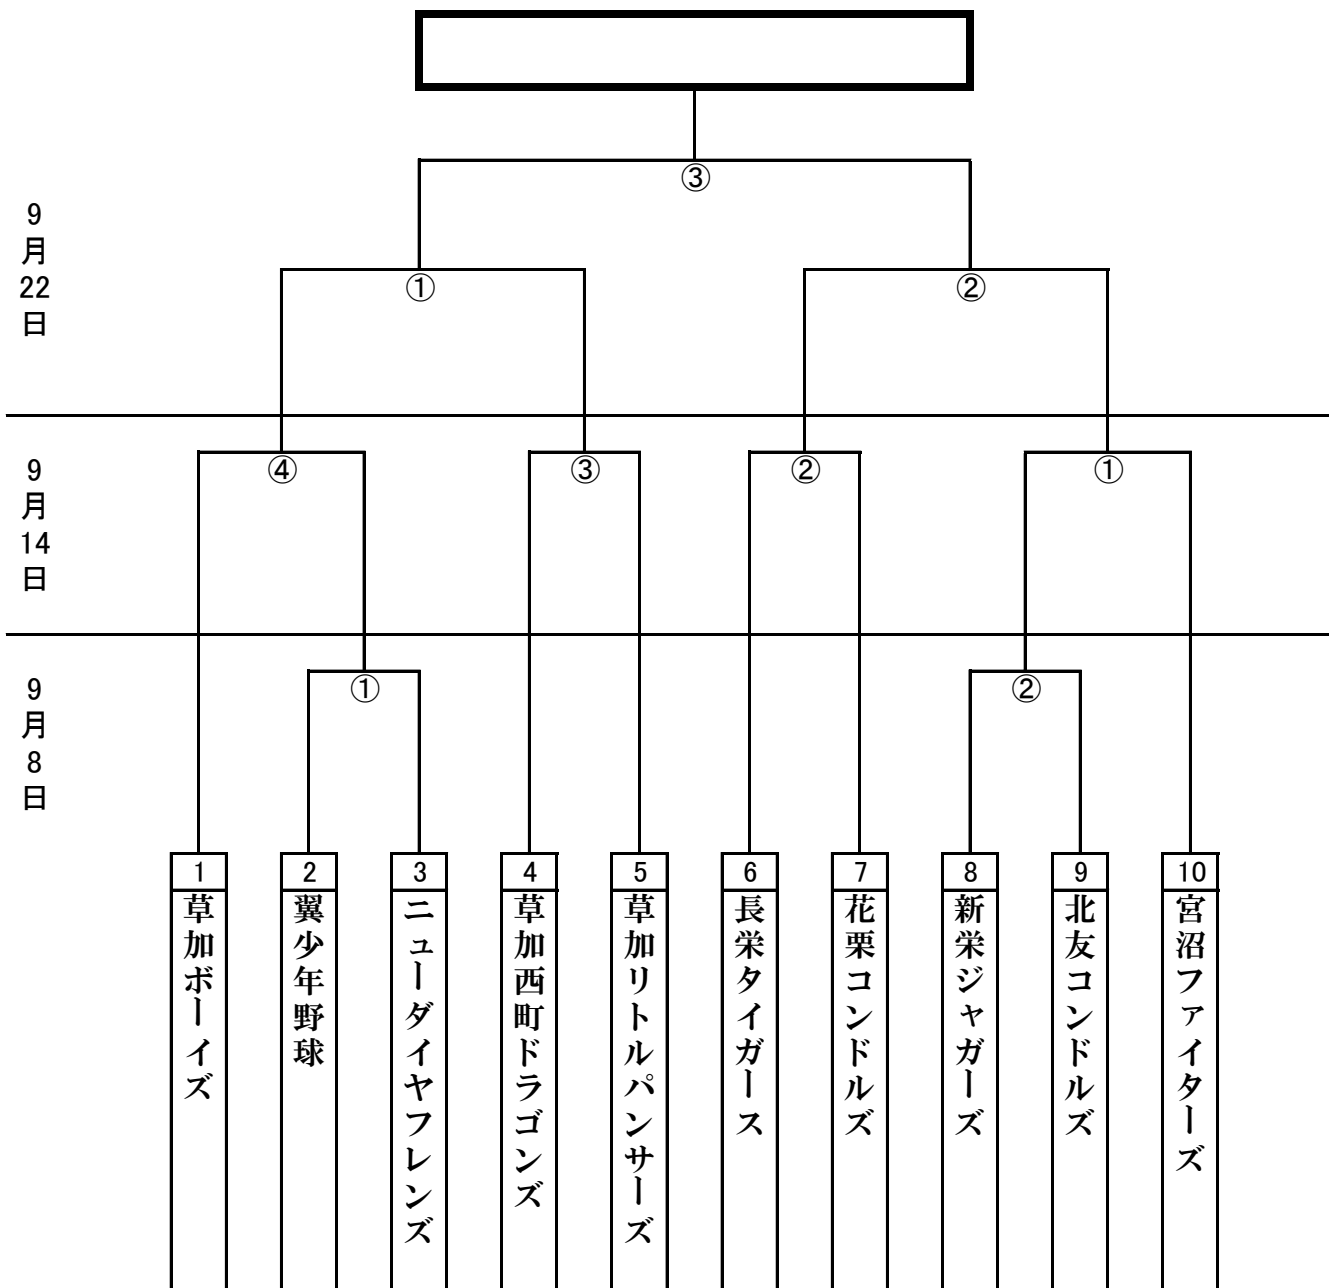 ③
9月22日
①
②
9月14日
④
③
②
①
9月8日
①
②
1
草加ボーイズ
2
翼少年野球
3
ニューダイヤフレンズ
4
草加西町ドラゴンズ
5
草加リトルパンサーズ
6
長栄タイガース
7
花栗コンドルズ
8
新栄ジャガーズ
9
北友コンドルズ
10
宮沼ファイターズ